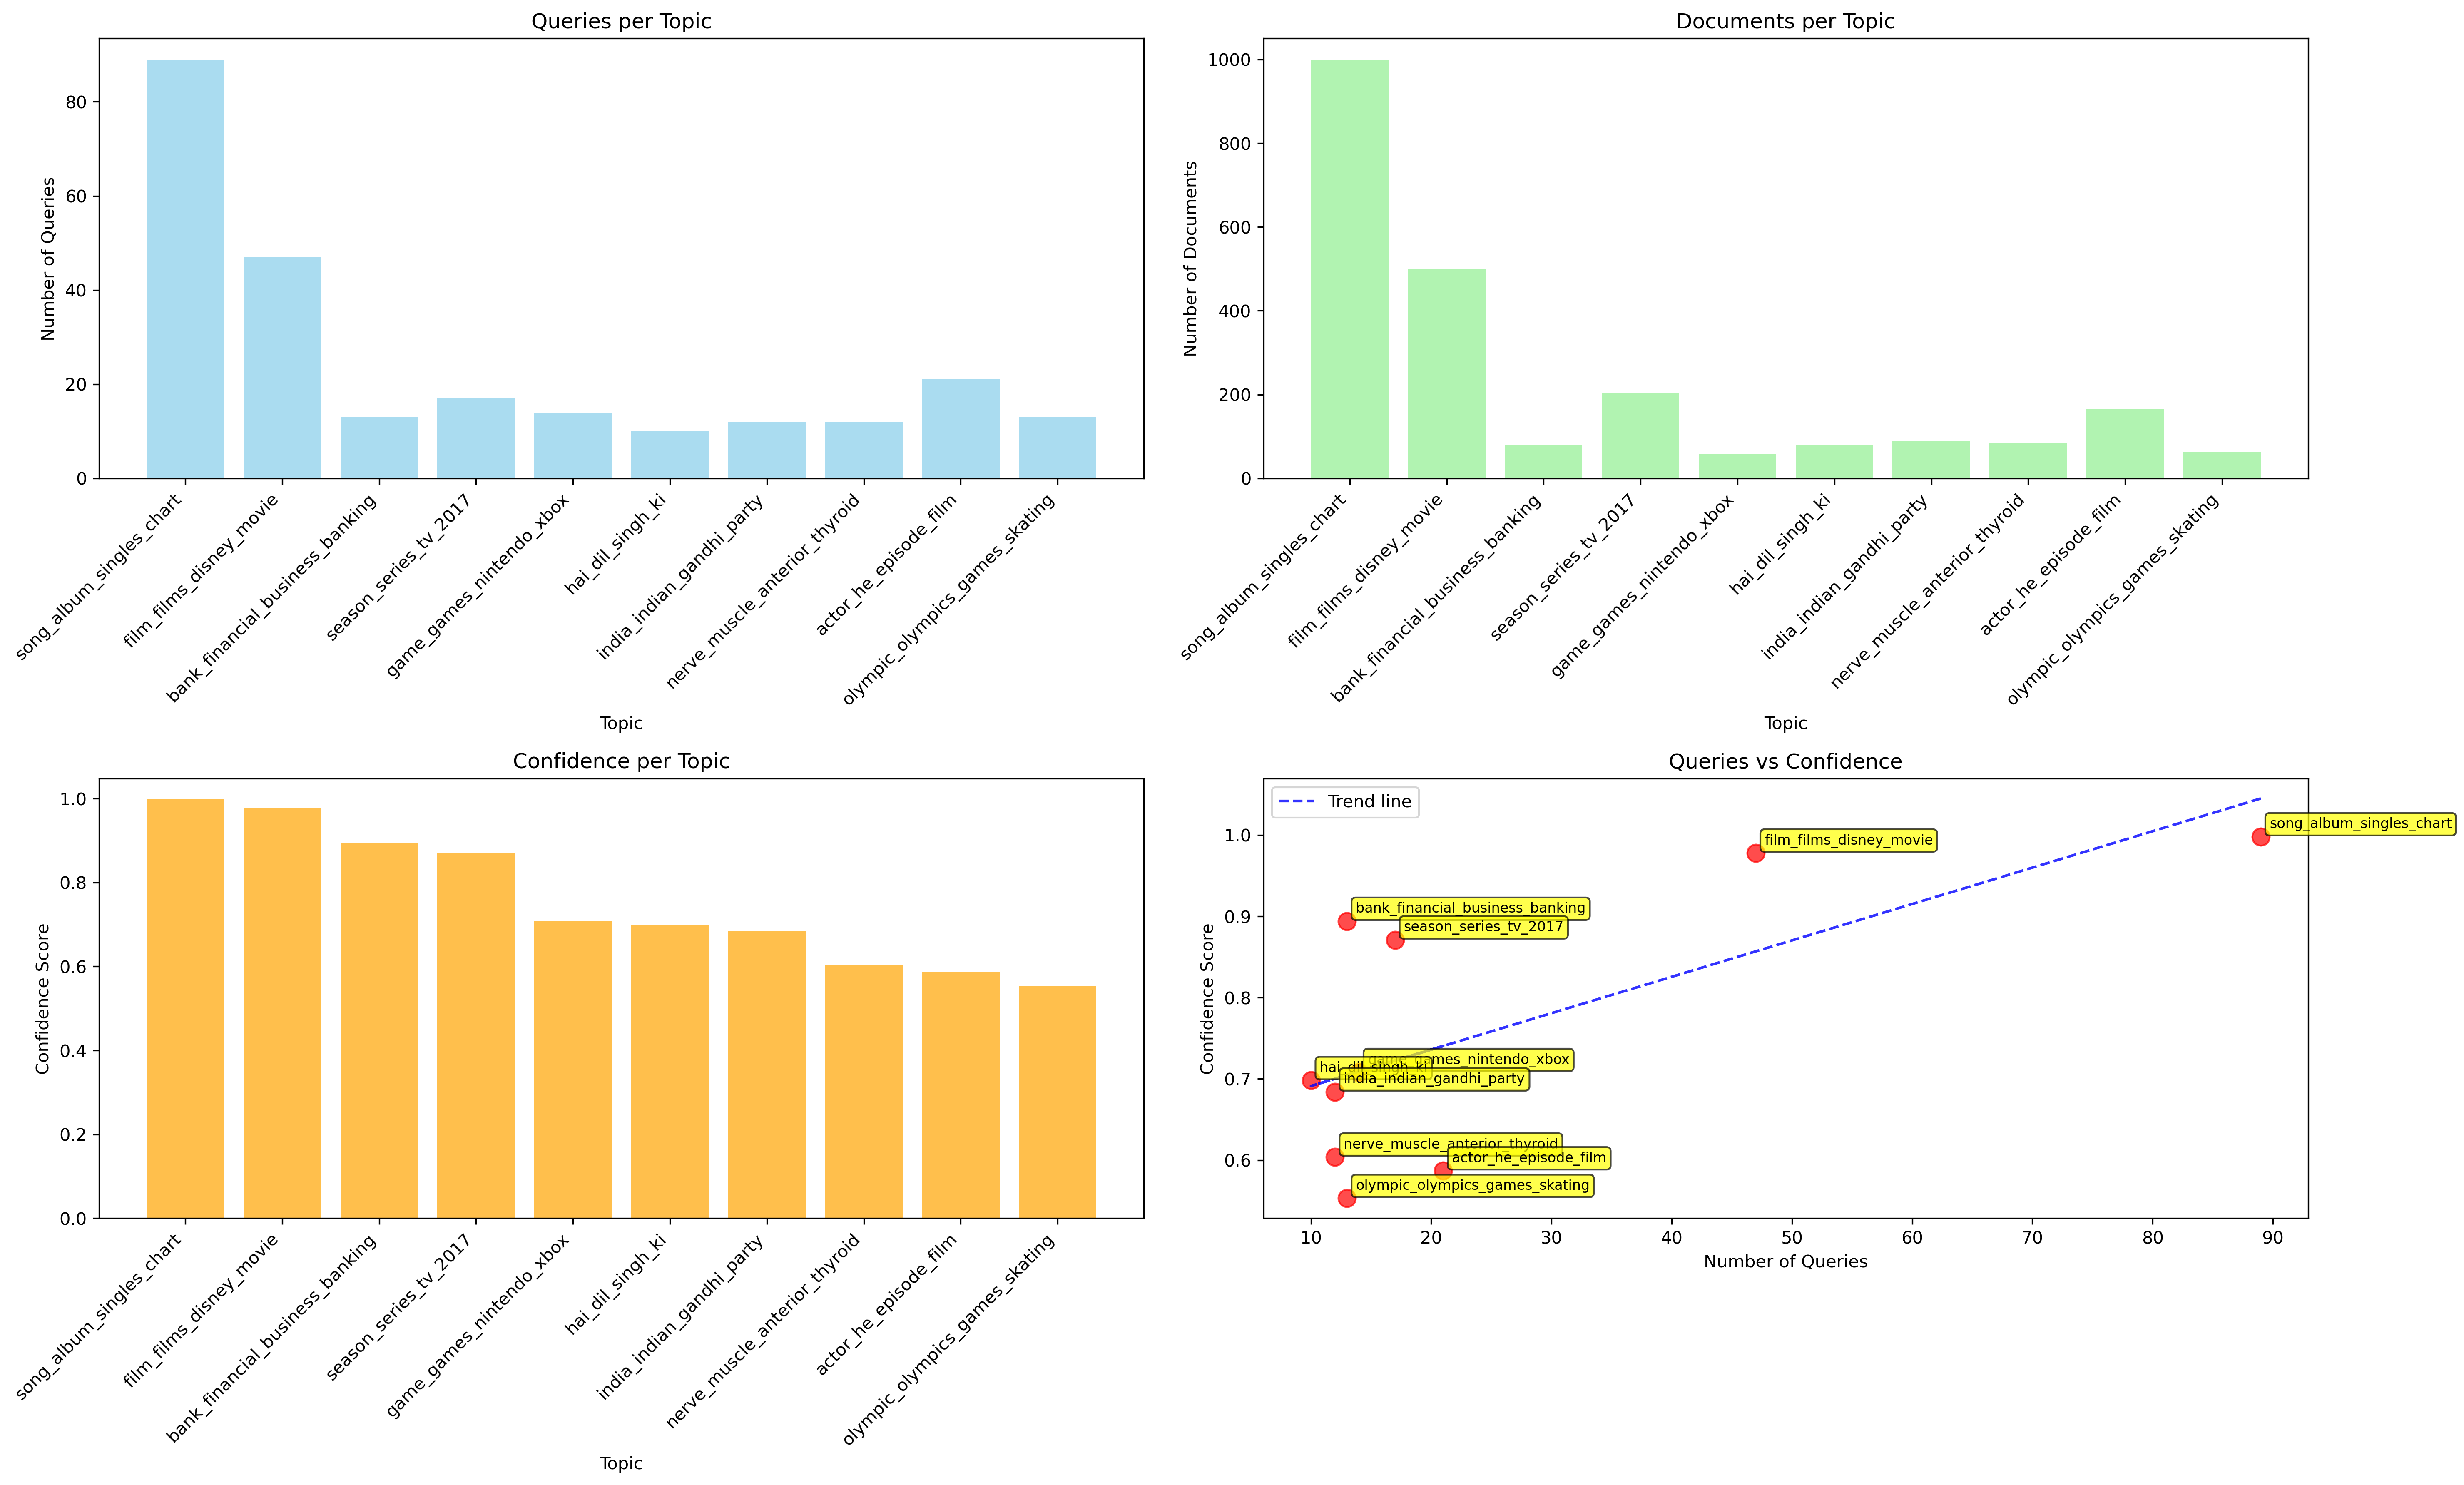 Queries per Topic
Number of Queries
80
60
40
20
0
song_album_singles_chart
film_films_disney_movie
bank_financial_business_banking
season_series_tv_2017
game_games_nintendo_xbox
hai_dil_singh_ki
india_indian_gandhi_party
nerve_muscle_anterior_thyroid
actor_he_episode_film
olympic_olympics_games_skating
Topic
Documents per Topic
Number of Documents
1000
800
600
400
200
0
song_album_singles_chart
film_films_disney_movie
bank_financial_business_banking
season_series_tv_2017
game_games_nintendo_xbox
hai_dil_singh_ki
india_indian_gandhi_party
nerve_muscle_anterior_thyroid
actor_he_episode_film
olympic_olympics_games_skating
Topic
Confidence per Topic
Confidence Score
1.0
0.8
0.6
0.4
0.2
0.0
song_album_singles_chart
film_films_disney_movie
bank_financial_business_banking
season_series_tv_2017
game_games_nintendo_xbox
hai_dil_singh_ki
india_indian_gandhi_party
nerve_muscle_anterior_thyroid
actor_he_episode_film
olympic_olympics_games_skating
Topic
Queries vs Confidence
Trend line
Confidence Score
1.0
0.9
0.8
0.7
0.6
song_album_singles_chart
film_films_disney_movie
bank_financial_business_banking
season_series_tv_2017
game_games_nintendo_xbox
hai_dil_singh_ki
india_indian_gandhi_party
nerve_muscle_anterior_thyroid
actor_he_episode_film
olympic_olympics_games_skating
10 20 30 40 50 60 70 80 90
Number of Queries